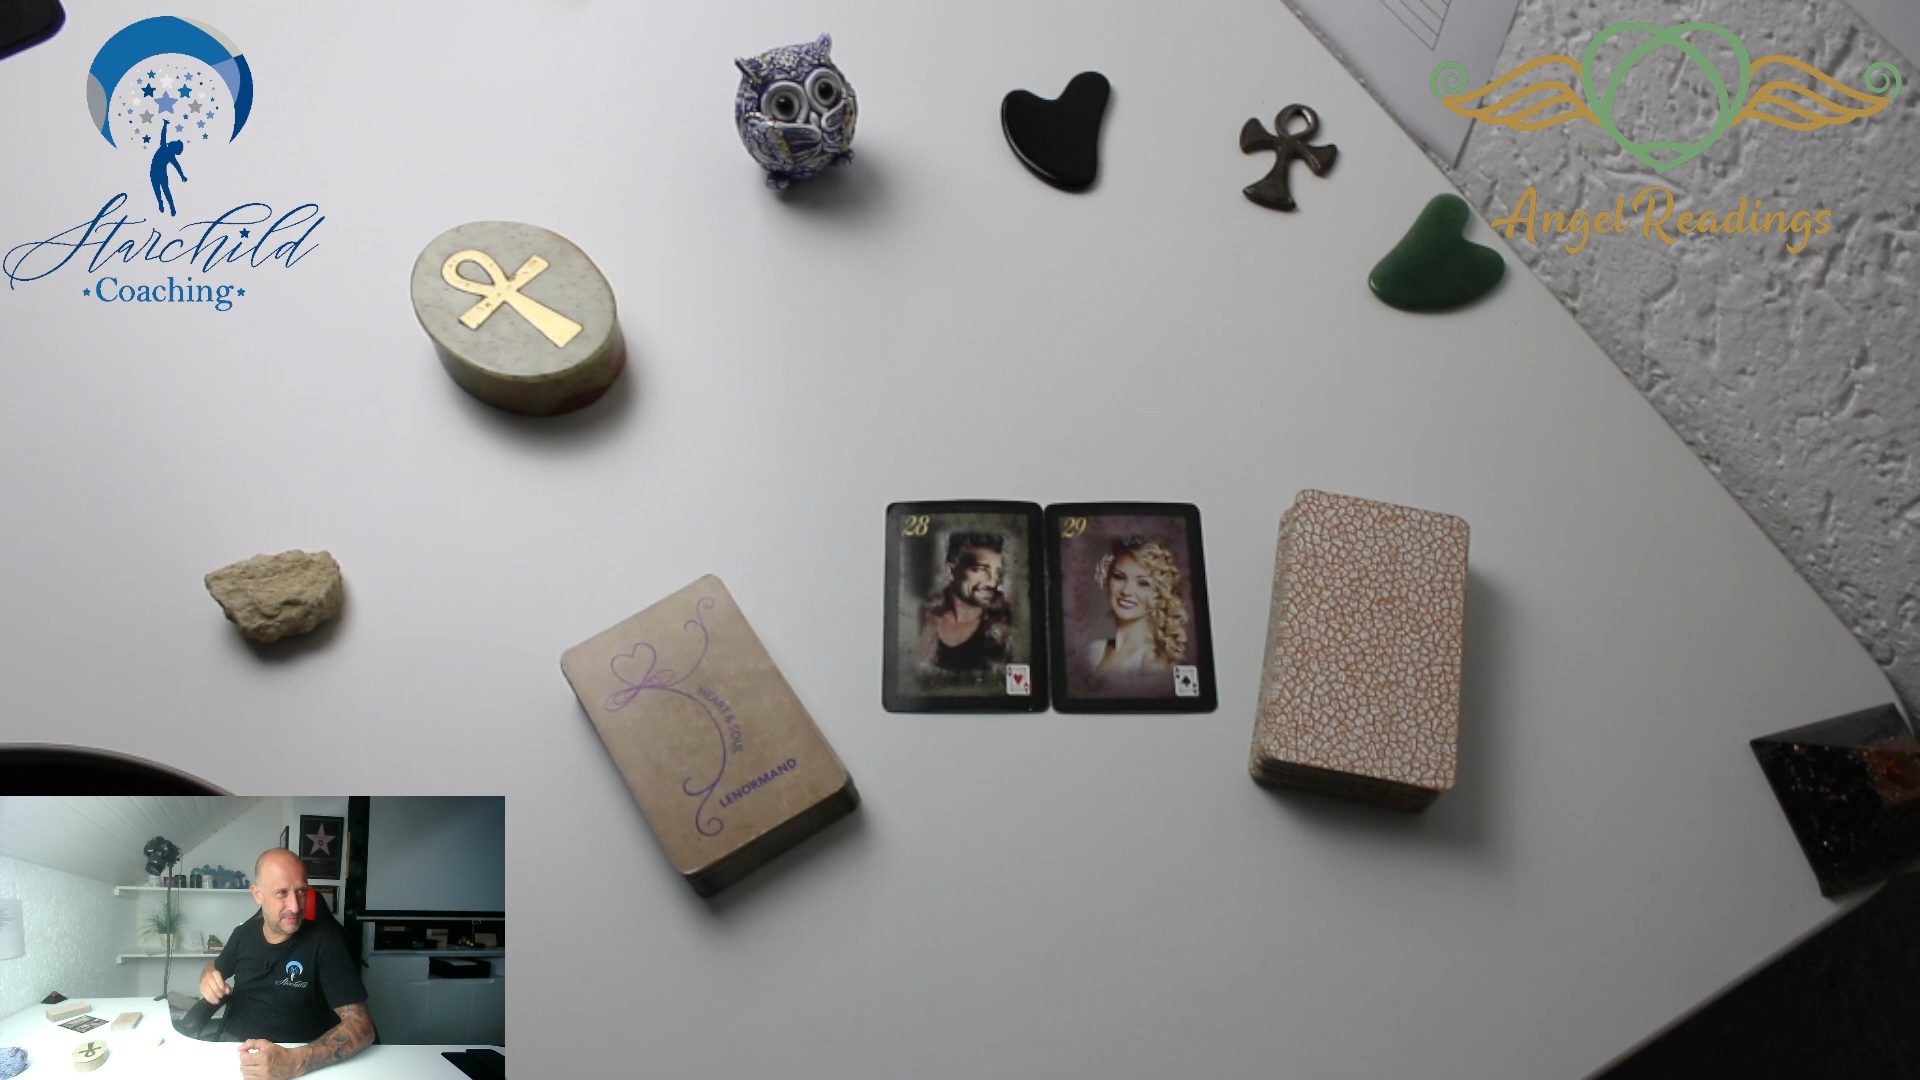 Starchild
Coaching
Angel Readings
28
29
HEART & SOUL
LENORMAND